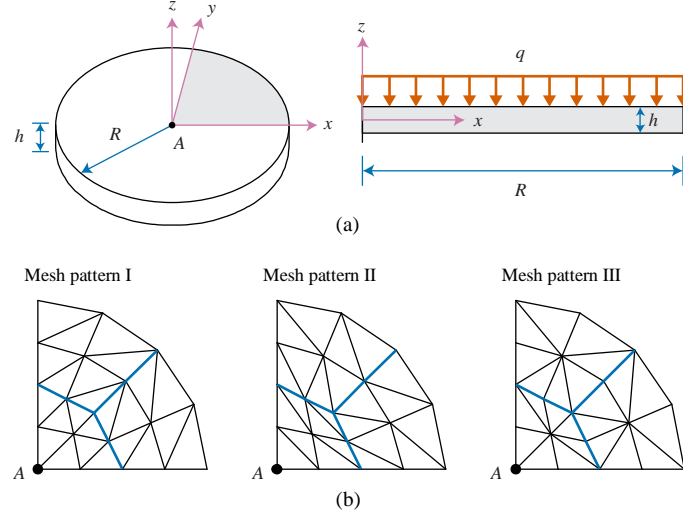 z
y
R
A
x
h
z
q
x
h
R
(a)
Mesh pattern I
Mesh pattern II
Mesh pattern III
A
A
A
(b)